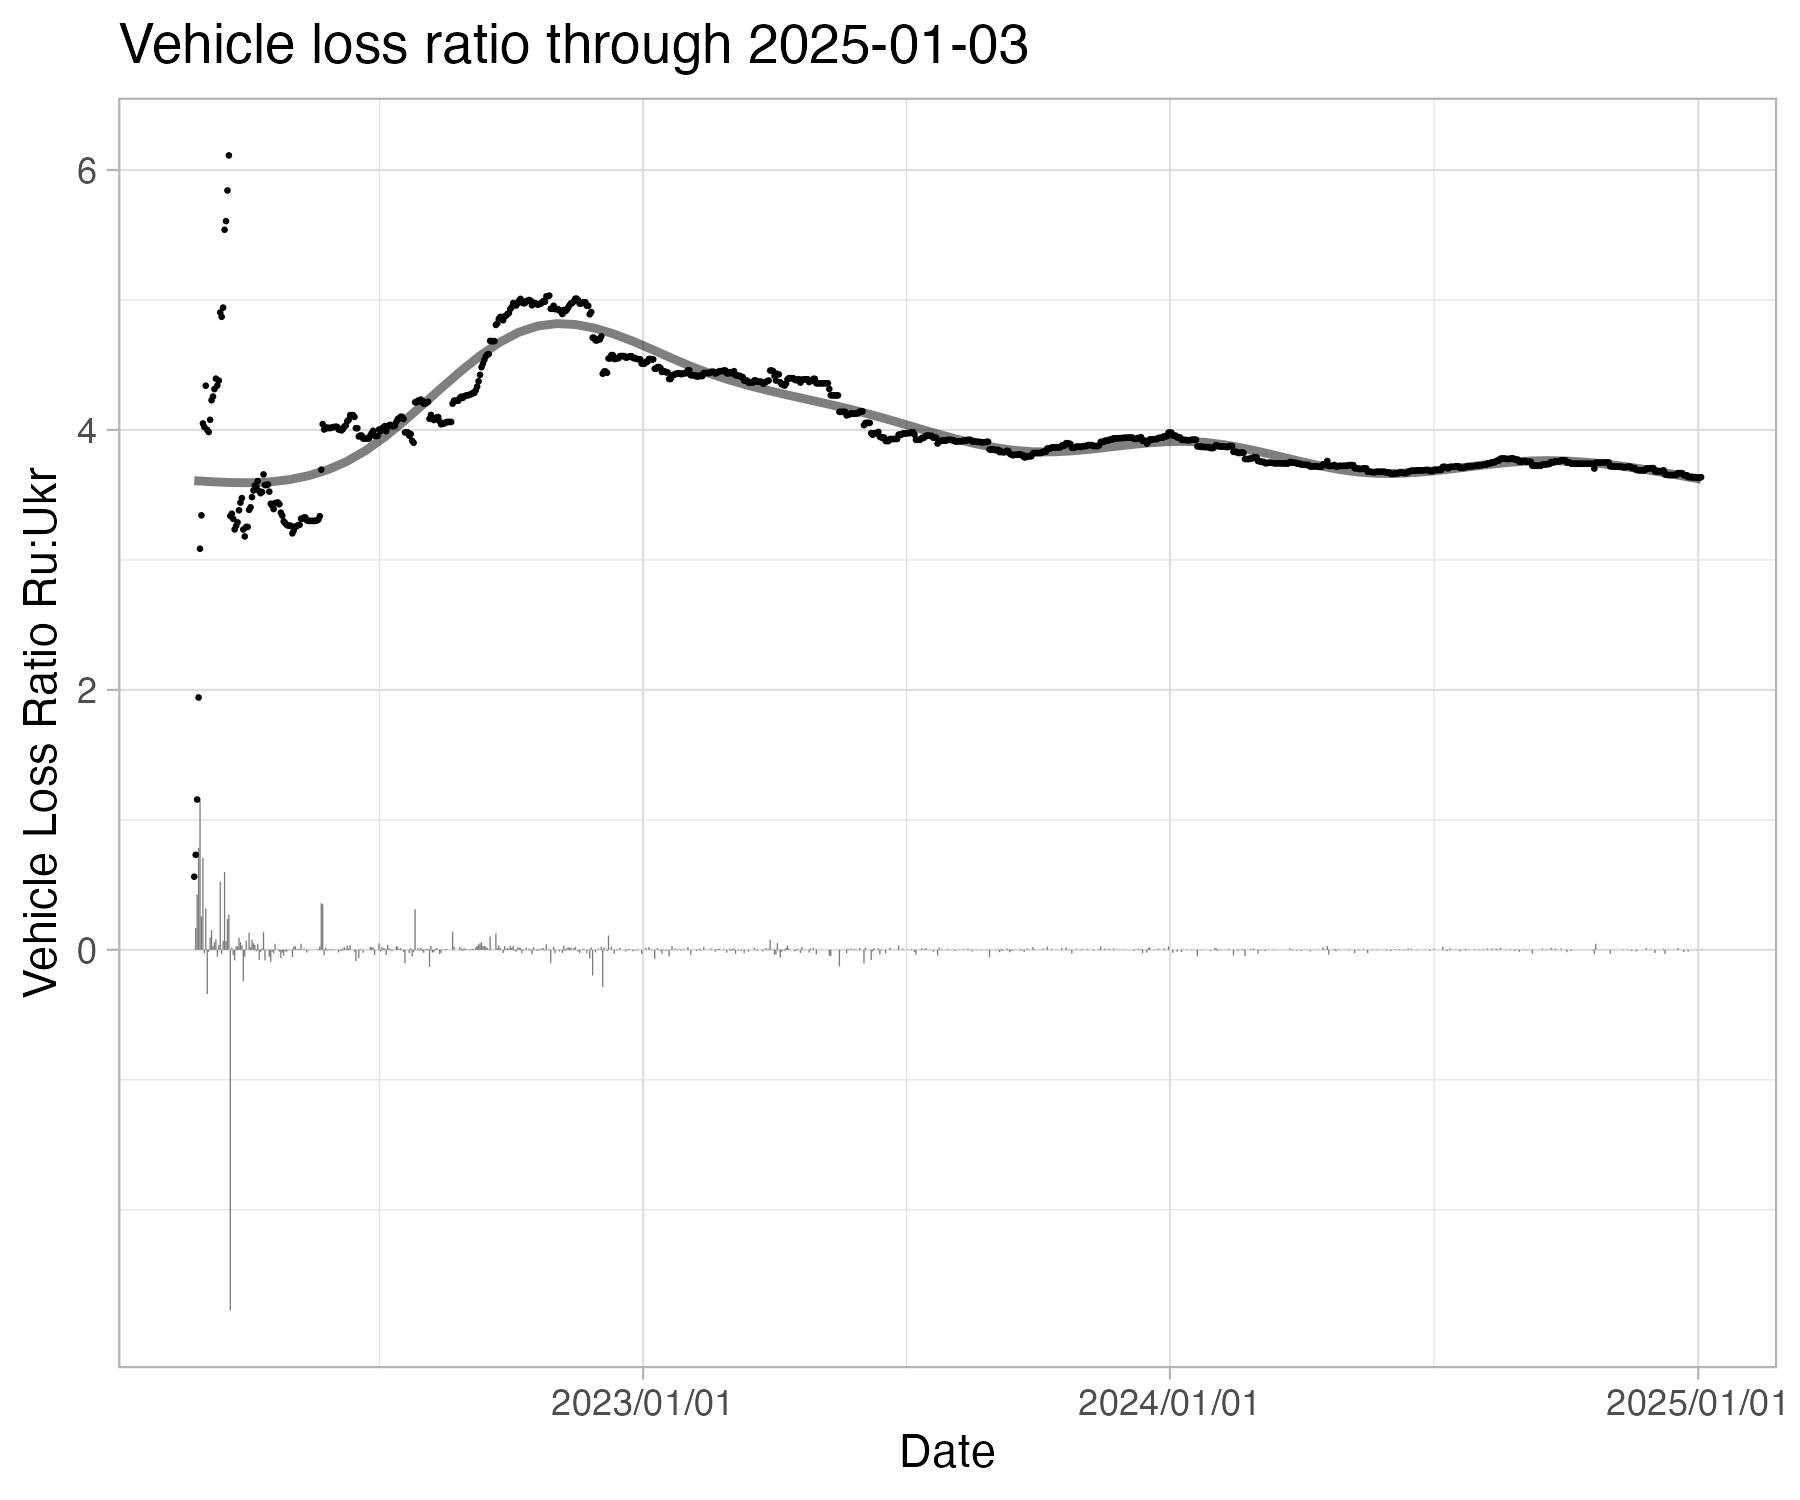 Vehicle loss ratio through 2025-01-03
Vehicle Loss Ratio Ru:Ukr
6
4
2
0
2023/01/01
2024/01/01
2025/01/01
Date